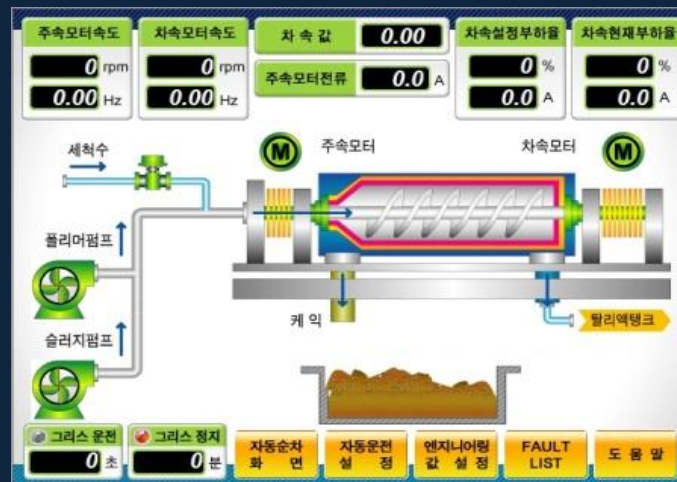 주속모터속도
0 rpm
0.00 Hz
차속모터속도
0 rpm
0.00 Hz
차 속 값 0.00
주속모터전류 0.0 A
차속설정부하율
0 %
0.0 A
차속현재부하율
0 %
0.0 A
세척수
M 주속모터
차속모터 M
폴리머펌프
슬러지펌프
케 익
탈리액탱크
그리스 운전
0 초
그리스 정지
0 분
자동순차
화 면
자동운전
설 정
엔지니어링
값 설 정
FAULT
LIST
도 움 말